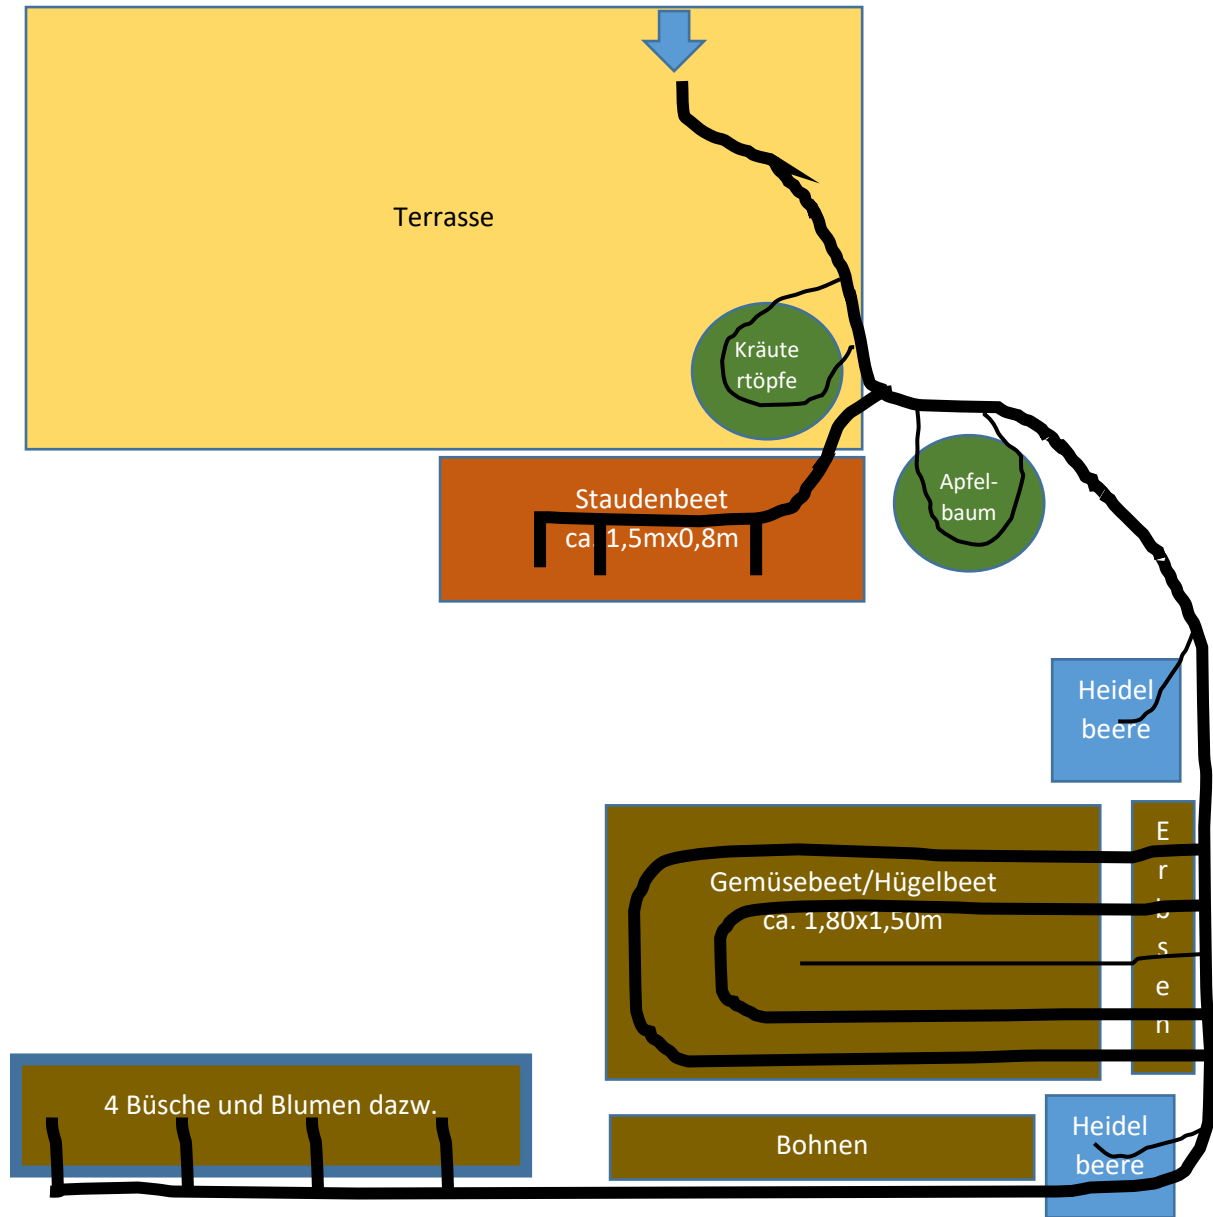 Terrasse
Kräute
rtöpfe
Staudenbeet
ca. 1,5mx0,8m
Apfel-
baum
Heidel
beere
Gemüsebeet/Hügelbeet
ca. 1,80x1,50m
E
r
b
s
e
n
4 Büsche und Blumen dazw.
Bohnen
Heidel
beere